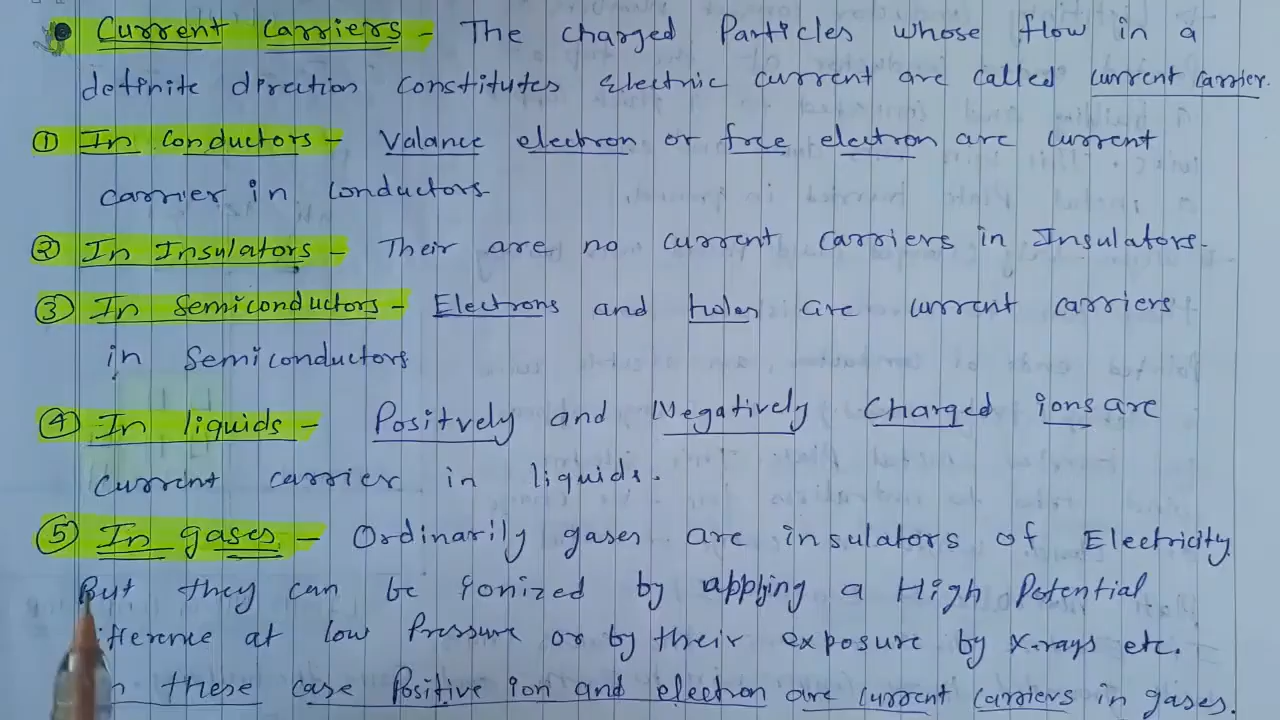 Current Carriers - The charged Particles whose flow in a
definite direction constitutes Electric current are called current carrier.
① In Conductors - Valance electron or free electron are current
carrier in conductors
② In Insulators - Their are no current carriers in Insulators-
③ In Semiconductors - Electrons and holes are current carriers
in Semiconductors
④ In liquids - Positvely and Negatively Charged ions are
current carrier in liquids.
⑤ In gases - Ordinarily gases are insulators of Electricity
But they can be ionized by applying a High Potential
ifference at low Pressure or by their exposure by X-rays etc.
n these case Positive ion and electron are current carriers in gases.